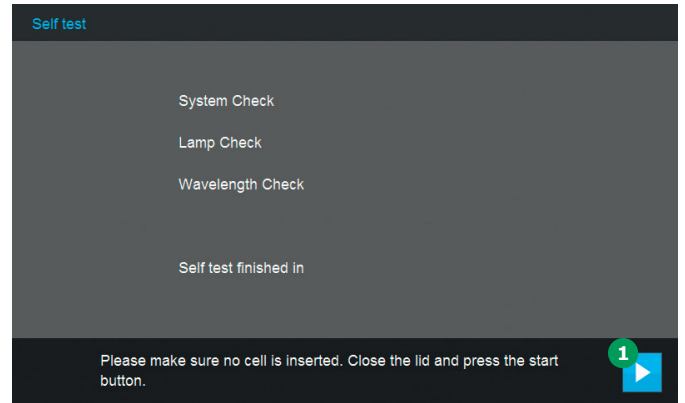 Self test
System Check
Lamp Check
Wavelength Check
Self test finished in
Please make sure no cell is inserted. Close the lid and press the start
button.
1